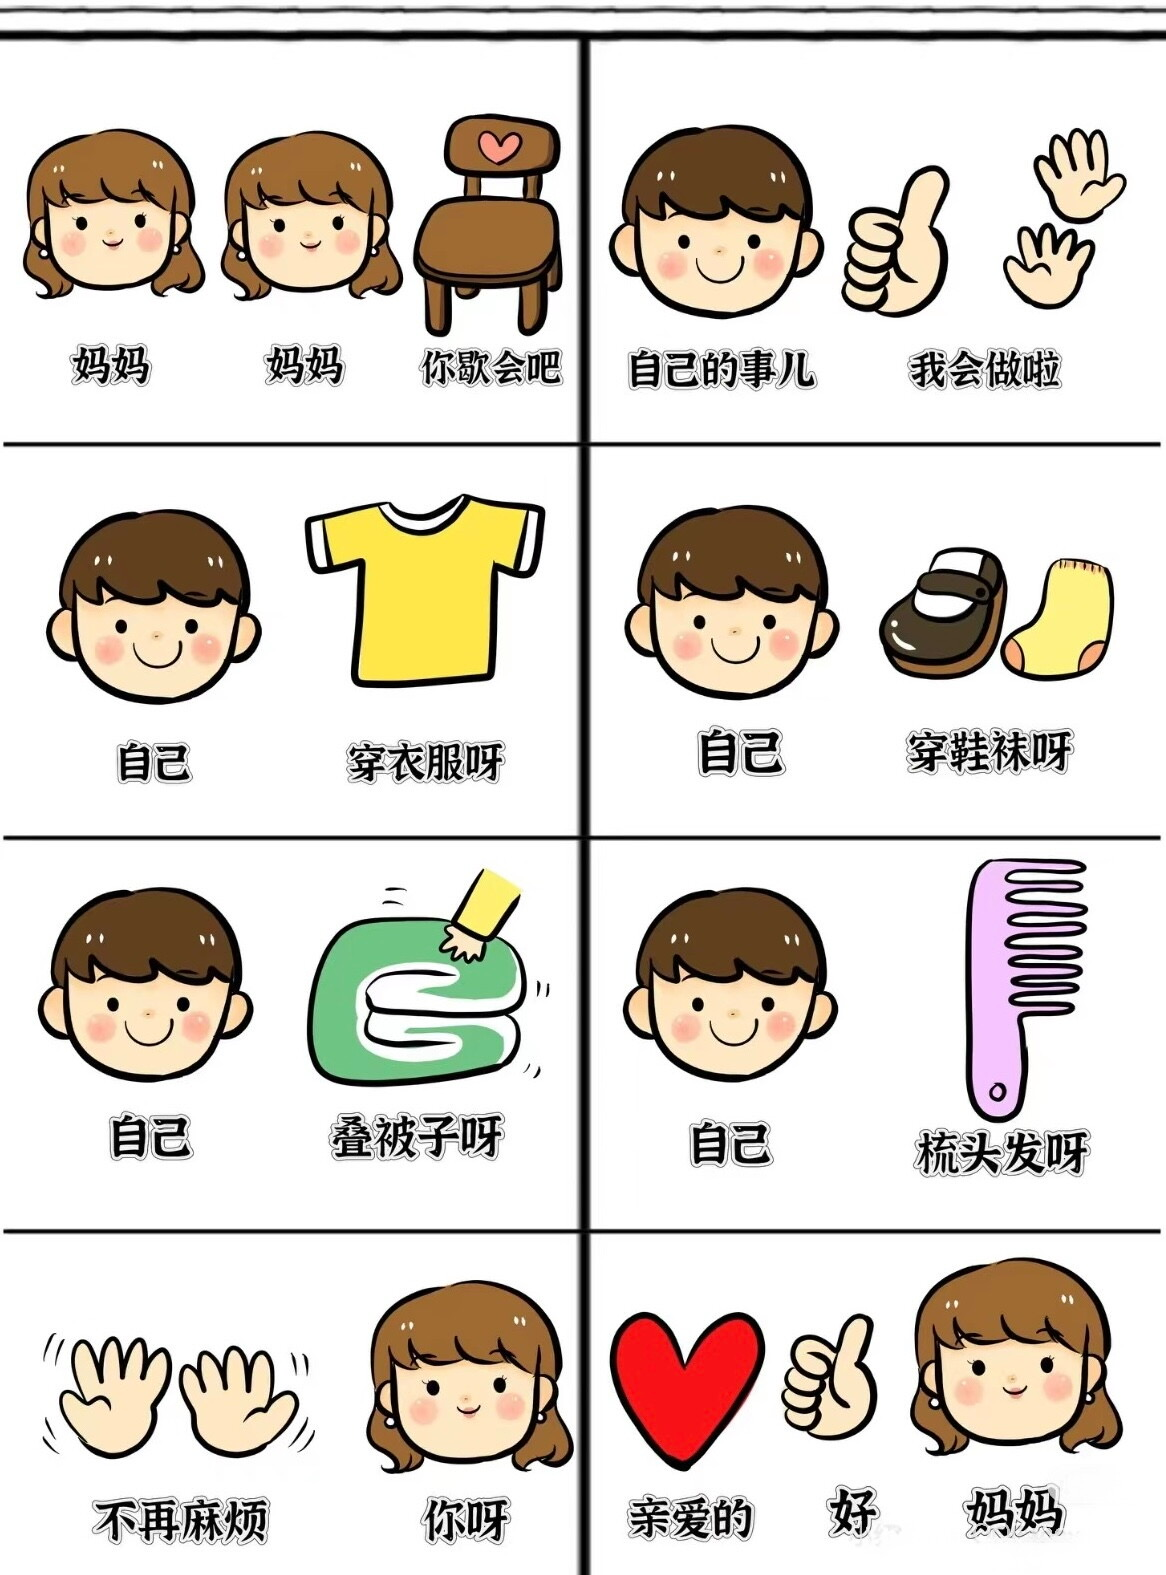 妈妈 妈妈 你歇会吧
自己的事儿 我会做啦
自己 穿衣服呀
自己 穿鞋袜呀
自己 叠被子呀
自己 梳头发呀
不再麻烦 你呀
亲爱的 好 妈妈